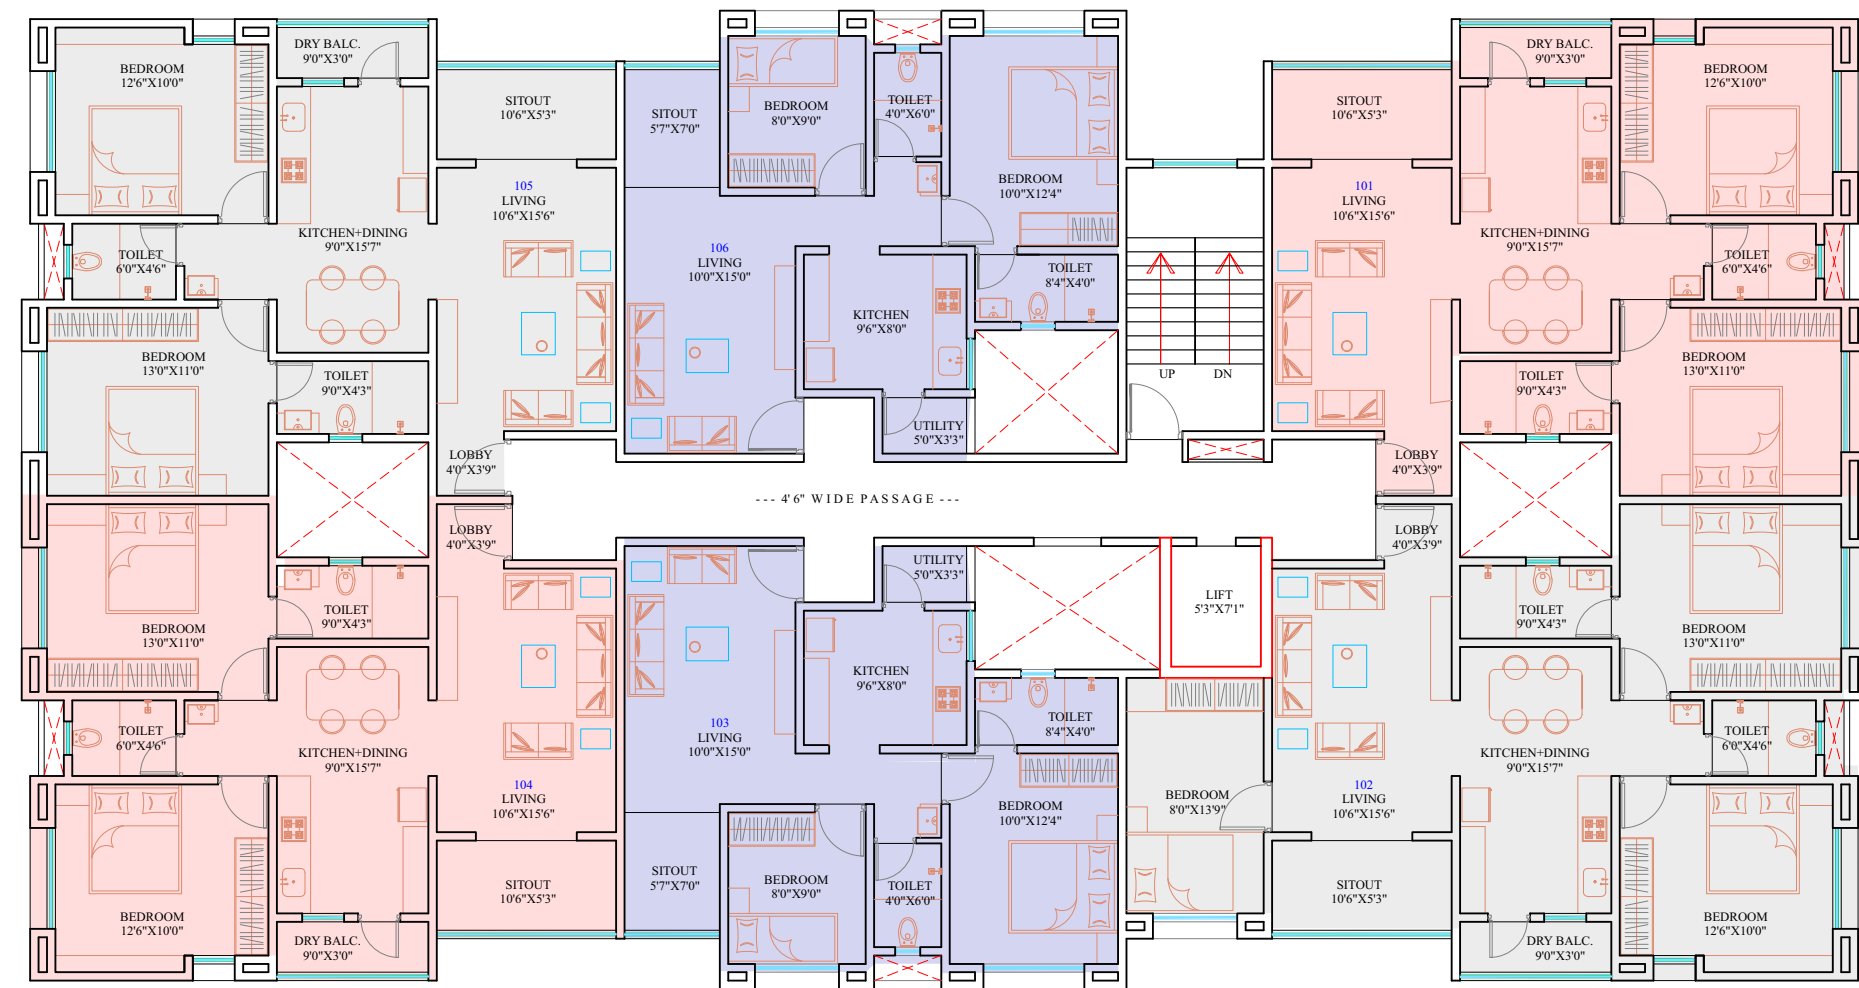 BEDROOM
12'6"X10'0"
DRY BALC.
9'0"X3'0"
SITOUT
10'6"X5'3"
105
LIVING
10'6"X15'6"
KITCHEN+DINING
9'0"X15'7"
TOILET
6'0"X4'6"
BEDROOM
13'0"X11'0"
TOILET
9'0"X4'3"
LOBBY
4'0"X3'9"
SITOUT
5'7"X7'0"
BEDROOM
8'0"X9'0"
TOILET
4'0"X6'0"
BEDROOM
10'0"X12'4"
106
LIVING
10'0"X15'0"
KITCHEN
9'6"X8'0"
TOILET
8'4"X4'0"
UTILITY
5'0"X3'3"
UP
DN
SITOUT
10'6"X5'3"
DRY BALC.
9'0"X3'0"
BEDROOM
12'6"X10'0"
101
LIVING
10'6"X15'6"
KITCHEN+DINING
9'0"X15'7"
TOILET
6'0"X4'6"
TOILET
9'0"X4'3"
BEDROOM
13'0"X11'0"
LOBBY
4'0"X3'9"
--- 4'6" WIDE PASSAGE ---
LOBBY
4'0"X3'9"
TOILET
9'0"X4'3"
BEDROOM
13'0"X11'0"
TOILET
6'0"X4'6"
KITCHEN+DINING
9'0"X15'7"
104
LIVING
10'6"X15'6"
SITOUT
10'6"X5'3"
BEDROOM
12'6"X10'0"
DRY BALC.
9'0"X3'0"
UTILITY
5'0"X3'3"
KITCHEN
9'6"X8'0"
103
LIVING
10'0"X15'0"
TOILET
8'4"X4'0"
BEDROOM
10'0"X12'4"
SITOUT
5'7"X7'0"
BEDROOM
8'0"X9'0"
TOILET
4'0"X6'0"
LIFT
5'3"X7'1"
LOBBY
4'0"X3'9"
TOILET
9'0"X4'3"
BEDROOM
13'0"X11'0"
BEDROOM
8'0"X13'9"
102
LIVING
10'6"X15'6"
KITCHEN+DINING
9'0"X15'7"
TOILET
6'0"X4'6"
SITOUT
10'6"X5'3"
BEDROOM
12'6"X10'0"
DRY BALC.
9'0"X3'0"